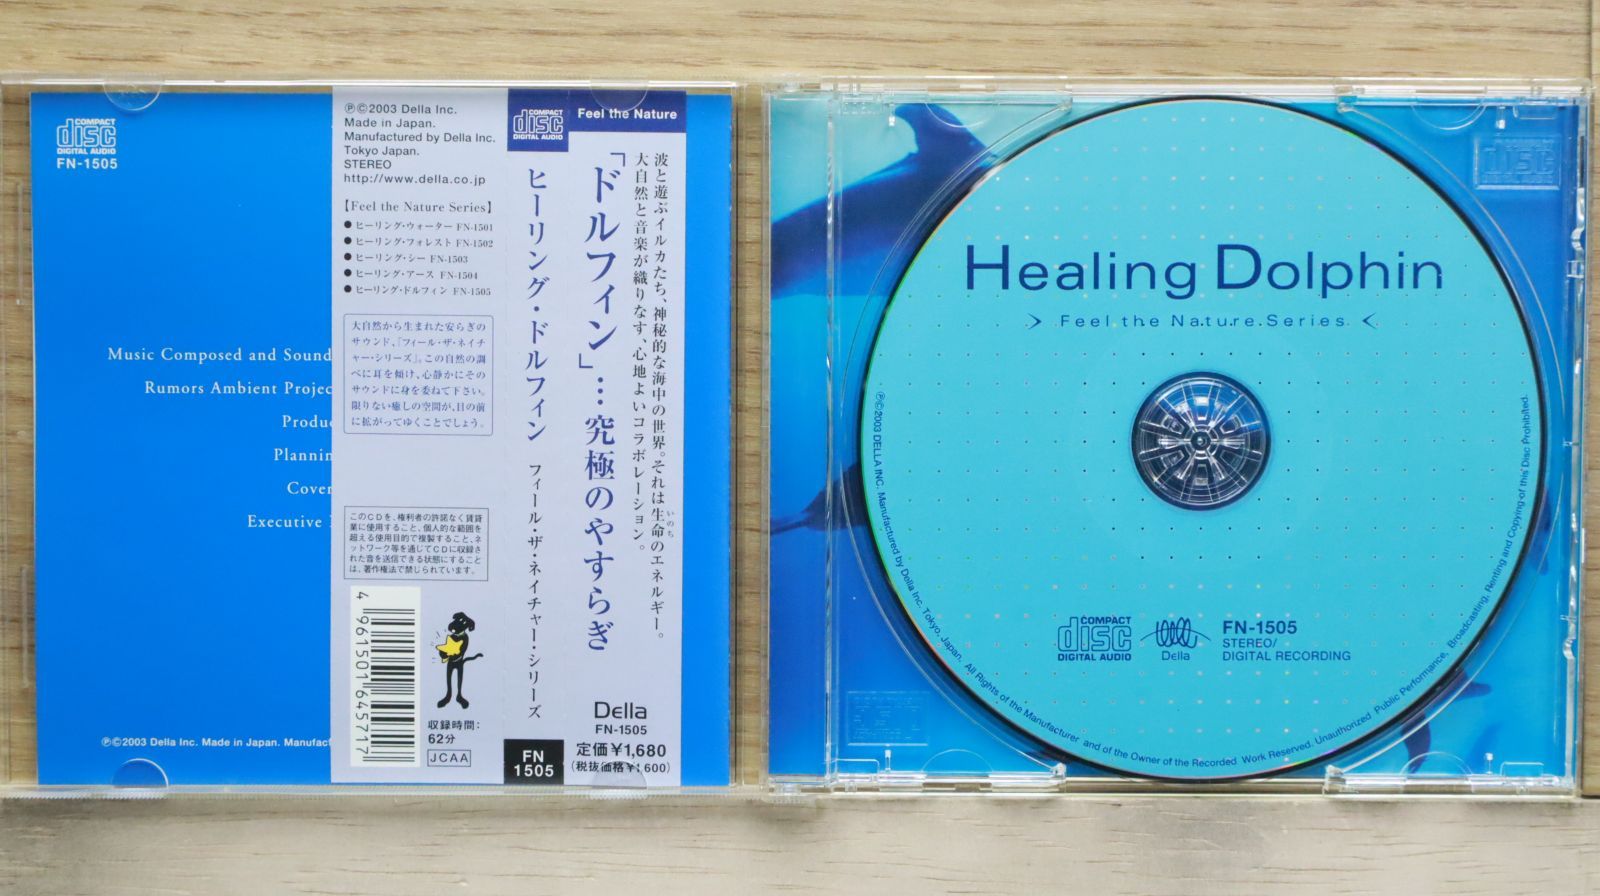 COMPACT
disc
DIGITAL AUDIO
FN-1505
Music Composed and Sound
Rumors Ambient Projec
Produc
Plannin
Cover
Executive
ⓅⒸ2003 Della Inc. Made in Japan. Manufact
ⓅⒸ2003 Della Inc.
Made in Japan.
Manufactured by Della Inc.
Tokyo Japan.
STEREO
http://www.della.co.jp
【Feel the Nature Series】
●ヒーリング・ウォーター FN-1501
●ヒーリング・フォレスト FN-1502
●ヒーリング・シー FN-1503
●ヒーリング・アース FN-1504
●ヒーリング・ドルフィン FN-1505
大自然から生まれた安らぎの
サウンド、「フィール・ザ・ネイチ
ャー・シリーズ」。この自然の調
べに耳を傾け、心静かにその
サウンドに身を委ねて下さい。
限りない癒しの空間が、目の前
に拡がってゆくことでしょう。
このCDを、権利者の許諾なく賃貸
業に使用すること、個人的な範囲を
超える使用目的で複製すること、ネ
ットワーク等を通じてCDに収録さ
れた音を送信できる状態にすること
は、著作権法で禁じられています。
4961501645717
収録時間:
62分
JCAA
COMPACT
disc
DIGITAL AUDIO
ヒーリング・ドルフィン フィール・ザ・ネイチャー・シリーズ
FN
1505
Feel the Nature
波と遊ぶイルカたち、神秘的な海中の世界。それは生命のエネルギー。
いのち
大自然と音楽が織りなす、心地よいコラボレーション。
「ドルフィン」…究極のやすらぎ
Della
FN-1505
定価¥1,680
(税抜価格¥1,600)
Healing Dolphin
Feel the Nature Series
COMPACT
disc
DIGITAL AUDIO
Della
FN-1505
STEREO/
DIGITAL RECORDING
ⓅⒸ2003 DELLA INC. Manufactured by Della Inc. Tokyo, Japan. All Rights of the Manufacturer and of the Owner of the Recorded Work Reserved. Unauthorized Public Performance, Broadcasting, Renting and Copying of this Disc Prohibited.